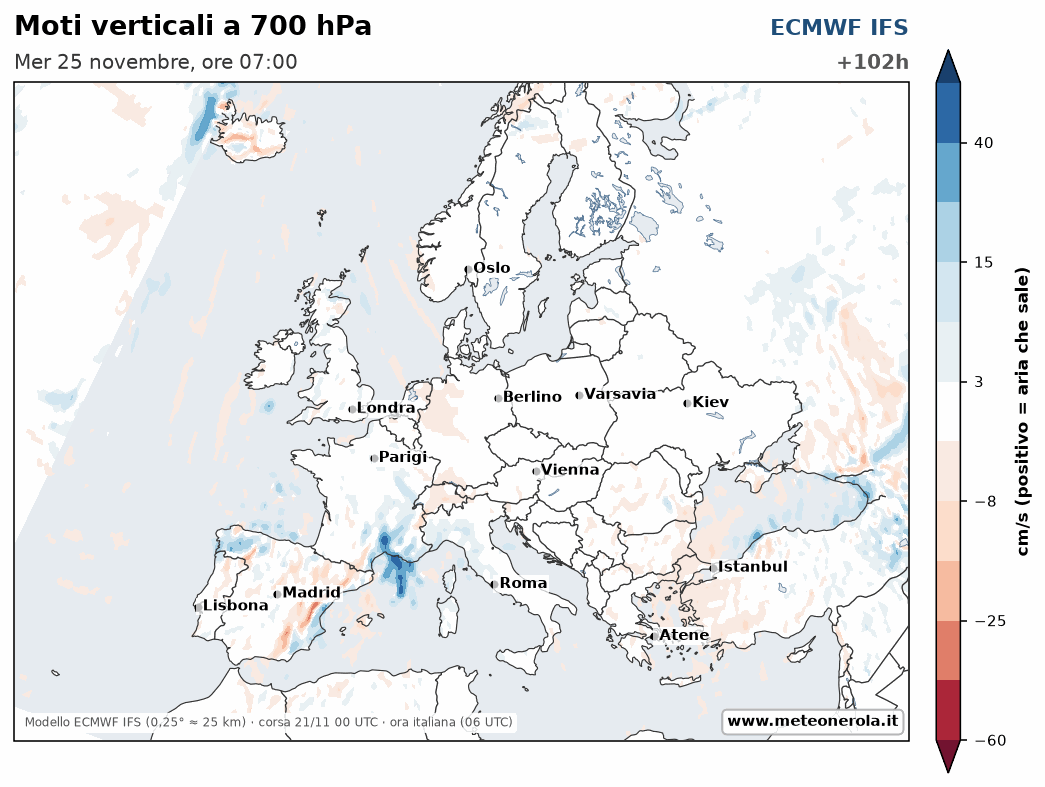 Moti verticali a 700 hPa
ECMWF IFS
Mer 25 novembre, ore 07:00
+102h
Oslo
Londra
Berlino
Varsavia
Kiev
Parigi
Vienna
Istanbul
Roma
Madrid
Lisbona
Atene
Modello ECMWF IFS (0,25° ≈ 25 km) · corsa 21/11 00 UTC · ora italiana (06 UTC)
www.meteonerola.it
40
15
3
−8
−25
−60
cm/s (positivo = aria che sale)